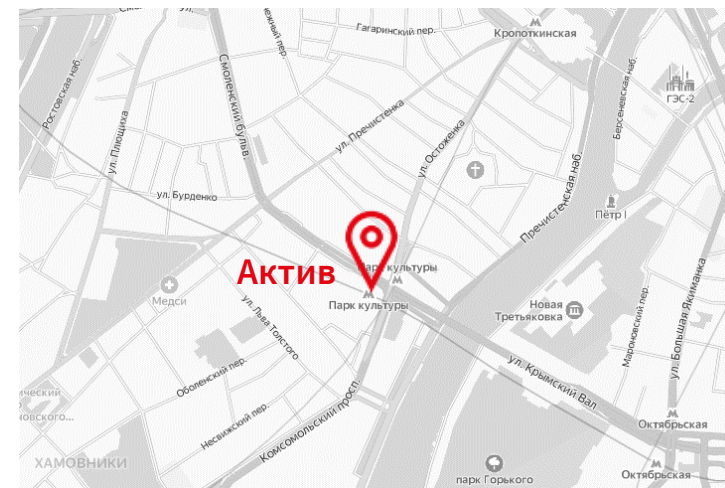 Гагаринский пер.
Кропоткинская
Смоленский бульв.
Ростовская наб.
ул. Плющиха
ГЭС-2
Берсеневская наб.
ул. Пречистенка
ул. Остоженка
ул. Бурденко
Пречистенская наб.
Пётр I
Актив
Парк культуры
Медси
Парк культуры
Новая
Третьяковка
ул. Льва Толстого
Мароновский пер.
ул. Большая Якиманка
ул. Крымский Вал
Оболенский пер.
Комсомольский просп.
Несвижский пер.
Октябрьская
ХАМОВНИКИ
парк Горького
Октябрьская